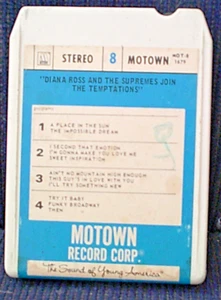 STEREO 8 MOTOWN MOT-8
1679
"DIANA ROSS AND THE SUPREMES JOIN
THE TEMPTATIONS"
1 A PLACE IN THE SUN
THE IMPOSSIBLE DREAM
2 I SECOND THAT EMOTION
I'M GONNA MAKE YOU LOVE ME
SWEET INSPIRATION
3 AIN'T NO MOUNTAIN HIGH ENOUGH
THIS GUY'S IN LOVE WITH YOU
I'LL TRY SOMETHING NEW
4 TRY IT BABY
FUNKY BROADWAY
THEN
MOTOWN
RECORD CORP
"The Sound of Young America"